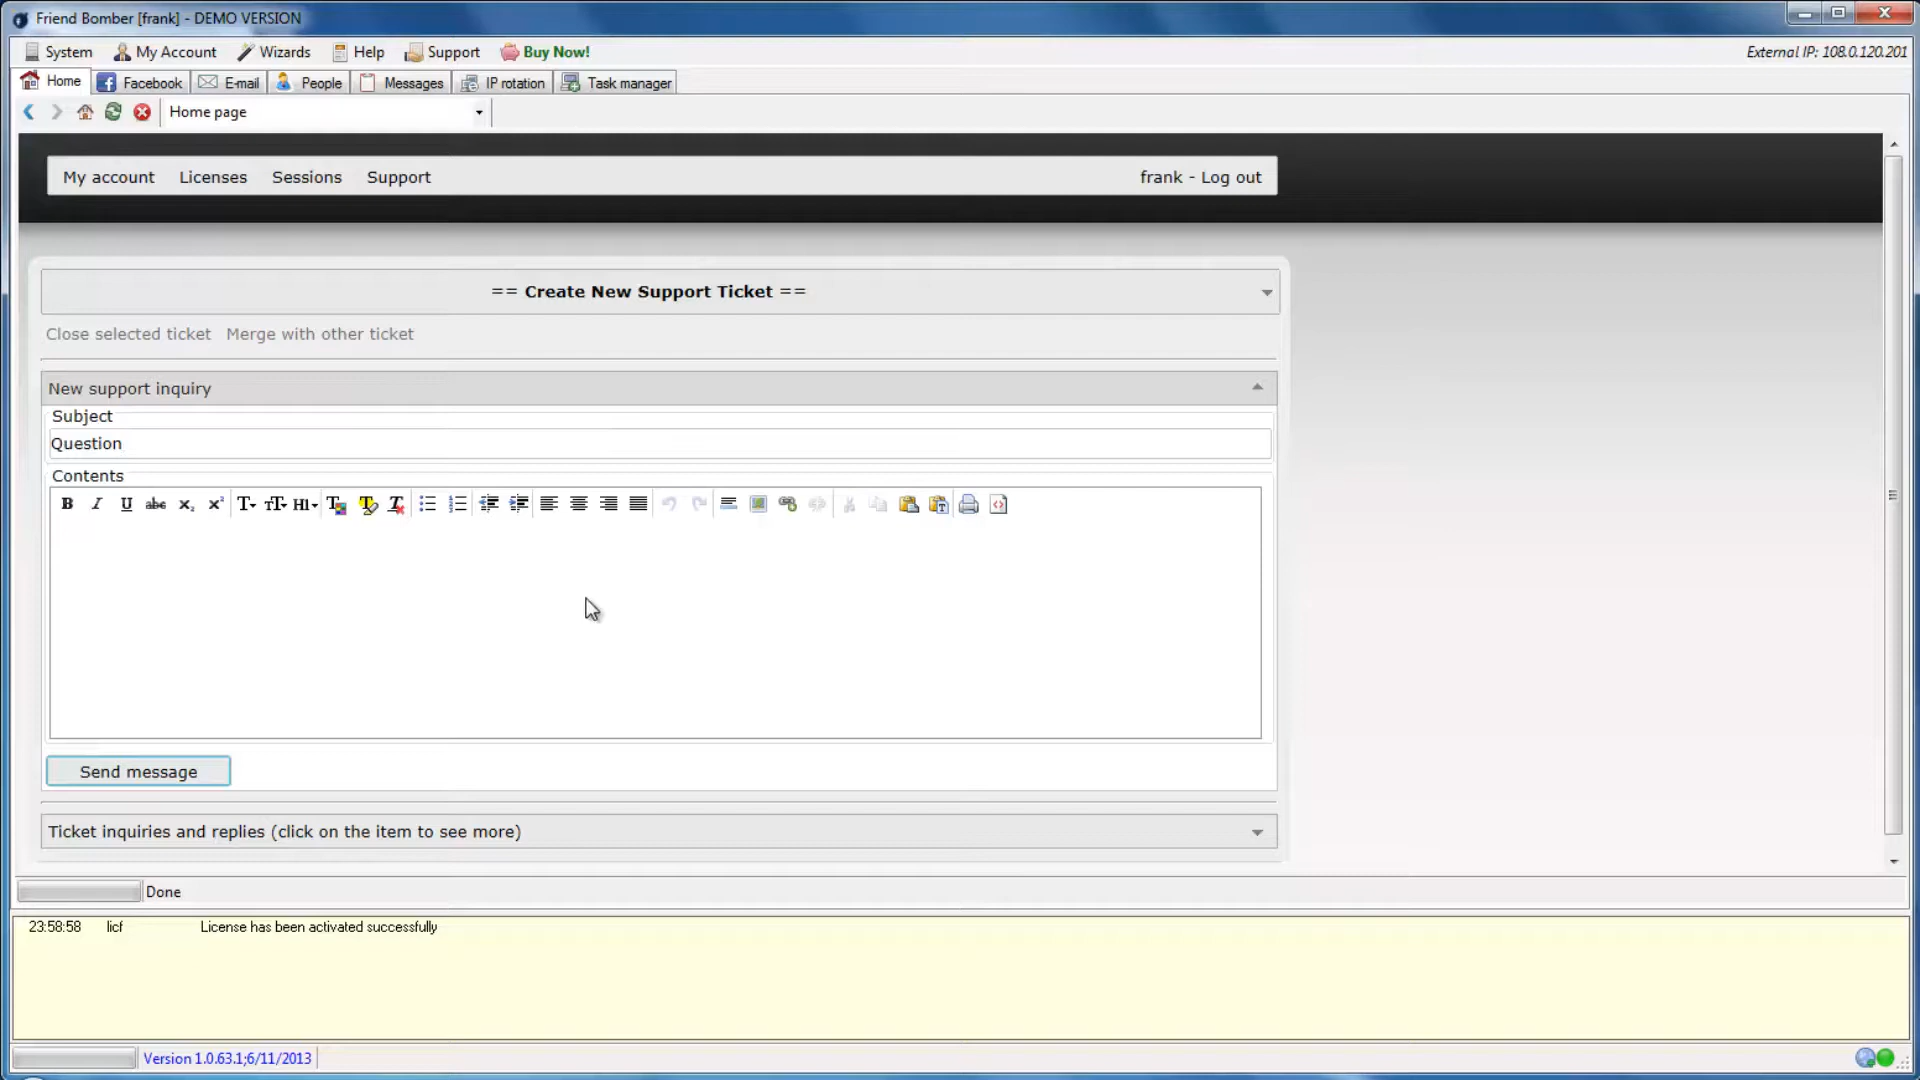 Friend Bomber [frank] - DEMO VERSION
System My Account Wizards Help Support Buy Now! External IP: 108.0.120.201
Home Facebook E-mail People Messages IP rotation Task manager
Home page
My account Licenses Sessions Support frank - Log out
== Create New Support Ticket ==
Close selected ticket Merge with other ticket
New support inquiry
Subject
Question
Contents
Send message
Ticket inquiries and replies (click on the item to see more)
Done
23:58:58 licf License has been activated successfully
Version 1.0.63.1;6/11/2013